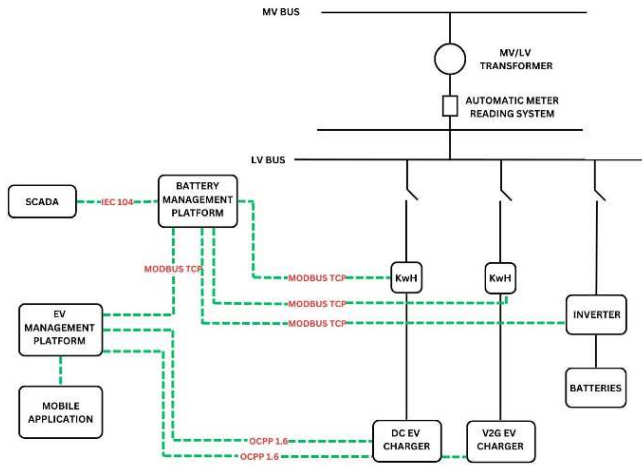 MV BUS
MV/LV
TRANSFORMER
AUTOMATIC METER
READING SYSTEM
LV BUS
SCADA
IEC 104
BATTERY
MANAGEMENT
PLATFORM
MODBUS TCP
MODBUS TCP
KwH
KwH
MODBUS TCP
MODBUS TCP
INVERTER
EV
MANAGEMENT
PLATFORM
BATTERIES
MOBILE
APPLICATION
OCPP 1.6
OCPP 1.6
DC EV
CHARGER
V2G EV
CHARGER